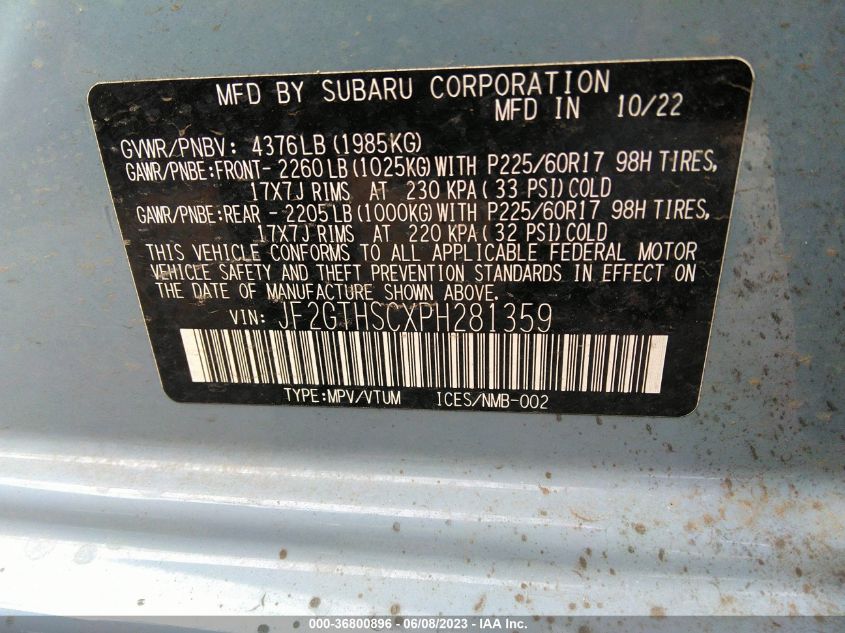 MFD BY SUBARU CORPORATION
MFD IN 10/22
GVWR/PNBV: 4376LB (1985KG)
GAWR/PNBE:FRONT- 2260 LB (1025KG) WITH P225/60R17 98H TIRES,
17X7J RIMS AT 230 KPA ( 33 PSI) COLD
GAWR/PNBE:REAR - 2205 LB (1000KG) WITH P225/60R17 98H TIRES,
17X7J RIMS AT 220 KPA ( 32 PSI) COLD
THIS VEHICLE CONFORMS TO ALL APPLICABLE FEDERAL MOTOR
VEHICLE SAFETY AND THEFT PREVENTION STANDARDS IN EFFECT ON
THE DATE OF MANUFACTURE SHOWN ABOVE.
VIN: JF2GTHSCXPH281359
TYPE:MPV/VTUM ICES/NMB-002
000-36800896 - 06/08/2023 - IAA Inc.